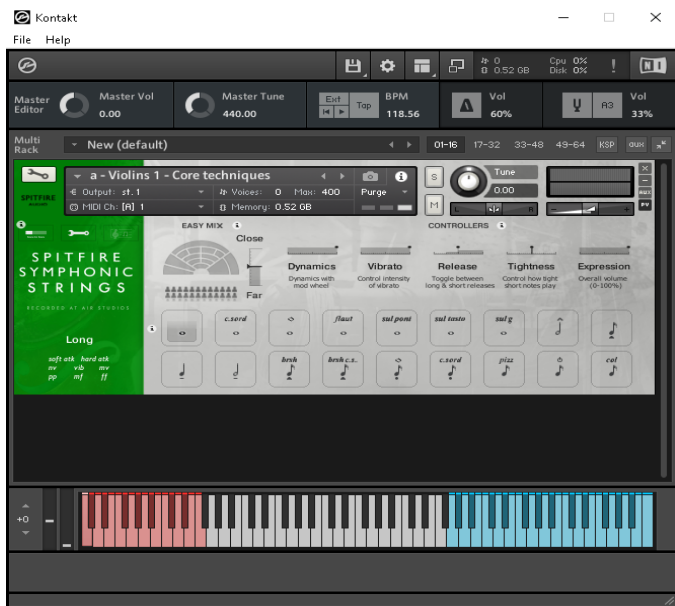 Kontakt
File Help
0 0.52 GB
Cpu 0%
Disk 0%
!
NI
Master Editor
Master Vol
0.00
Master Tune
440.00
Ext
Tap
BPM
118.56
Vol
60%
A3
Vol
33%
Multi Rack
New (default)
01-16 17-32 33-48 49-64 KSP aux
SPITFIRE
a - Violins 1 - Core techniques
Output: st.1
Voices: 0 Max: 400 Purge
MIDI Ch: [A] 1
Memory: 0.52 GB
S
M
Tune
0.00
L R
AUX
PV
SPITFIRE
SYMPHONIC
STRINGS
RECORDED AT AIR STUDIOS
Long
soft atk hard atk
nv vib mv
pp mf ff
EASY MIX
Close
Far
CONTROLLERS
Dynamics
Dynamics with
mod wheel
Vibrato
Control intensity
of vibrato
Release
Toggle between
long & short releases
Tightness
Control how tight
short notes play
Expression
Overall volume
(0-100%)
c.sord flaut sul pont sul tasto sul g
brsh brsh c.s.. c.sord pizz col
+0